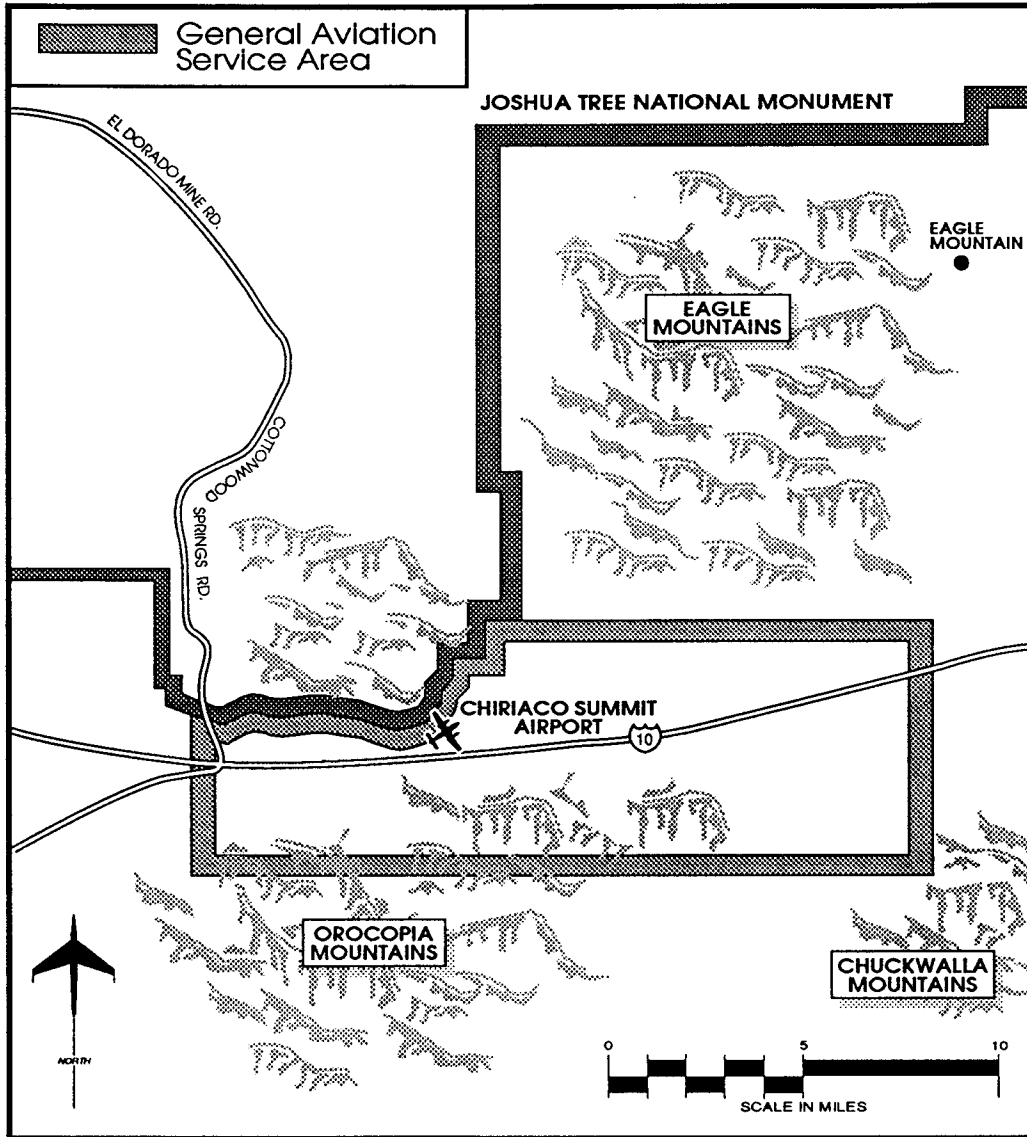 General Aviation
Service Area
JOSHUA TREE NATIONAL MONUMENT
EL DORADO MINE RD.
EAGLE
MOUNTAIN
EAGLE
MOUNTAINS
COTTONWOOD
SPRINGS RD.
CHIRIACO SUMMIT
AIRPORT
10
OROCOPIA
MOUNTAINS
CHUCKWALLA
MOUNTAINS
NORTH
0 5 10
SCALE IN MILES